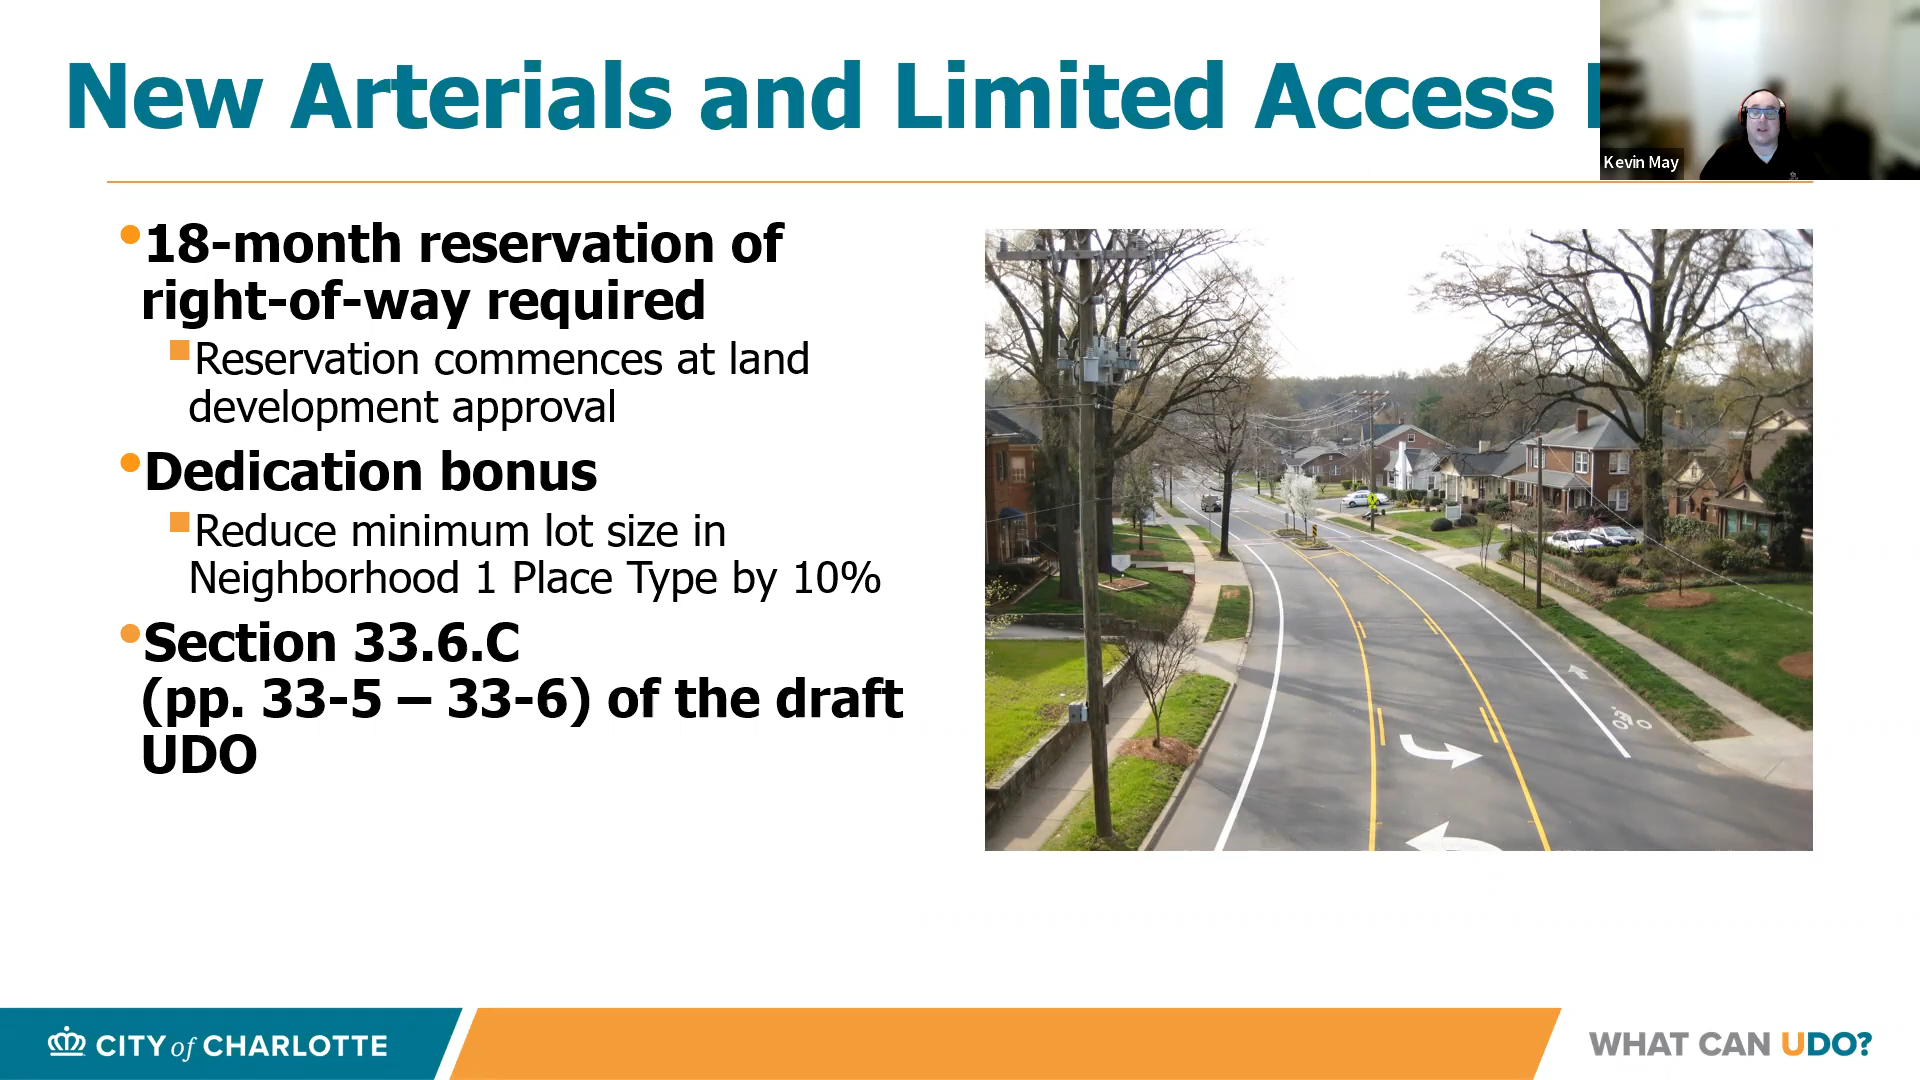 New Arterials and Limited Access
Kevin May
•18-month reservation of
right-of-way required
Reservation commences at land
development approval
•Dedication bonus
Reduce minimum lot size in
Neighborhood 1 Place Type by 10%
•Section 33.6.C
(pp. 33-5 – 33-6) of the draft
UDO
CITY of CHARLOTTE
WHAT CAN UDO?